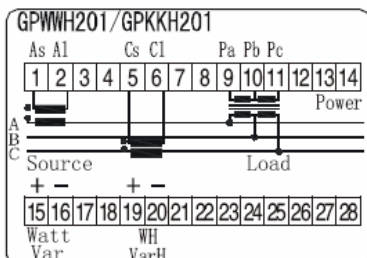 GPWWH201/GPKKH201
As Al Cs Cl Pa Pb Pc
1 2 3 4 5 6 7 8 9 10 11 12 13 14
Power
A
B
C
Source Load
+ - + -
15 16 17 18 19 20 21 22 23 24 25 26 27 28
Watt WH
Var VarH